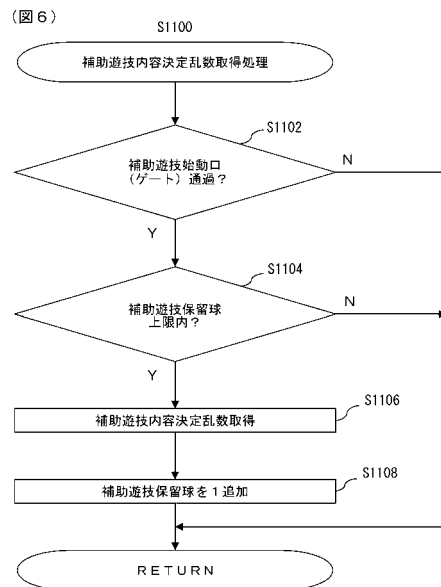 （図６）
S1100
補助遊技内容決定乱数取得処理
S1102
補助遊技始動口
（ゲート）通過？
N
Y
S1104
補助遊技保留球
上限内？
N
Y
S1106
補助遊技内容決定乱数取得
S1108
補助遊技保留球を１追加
ＲＥＴＵＲＮ